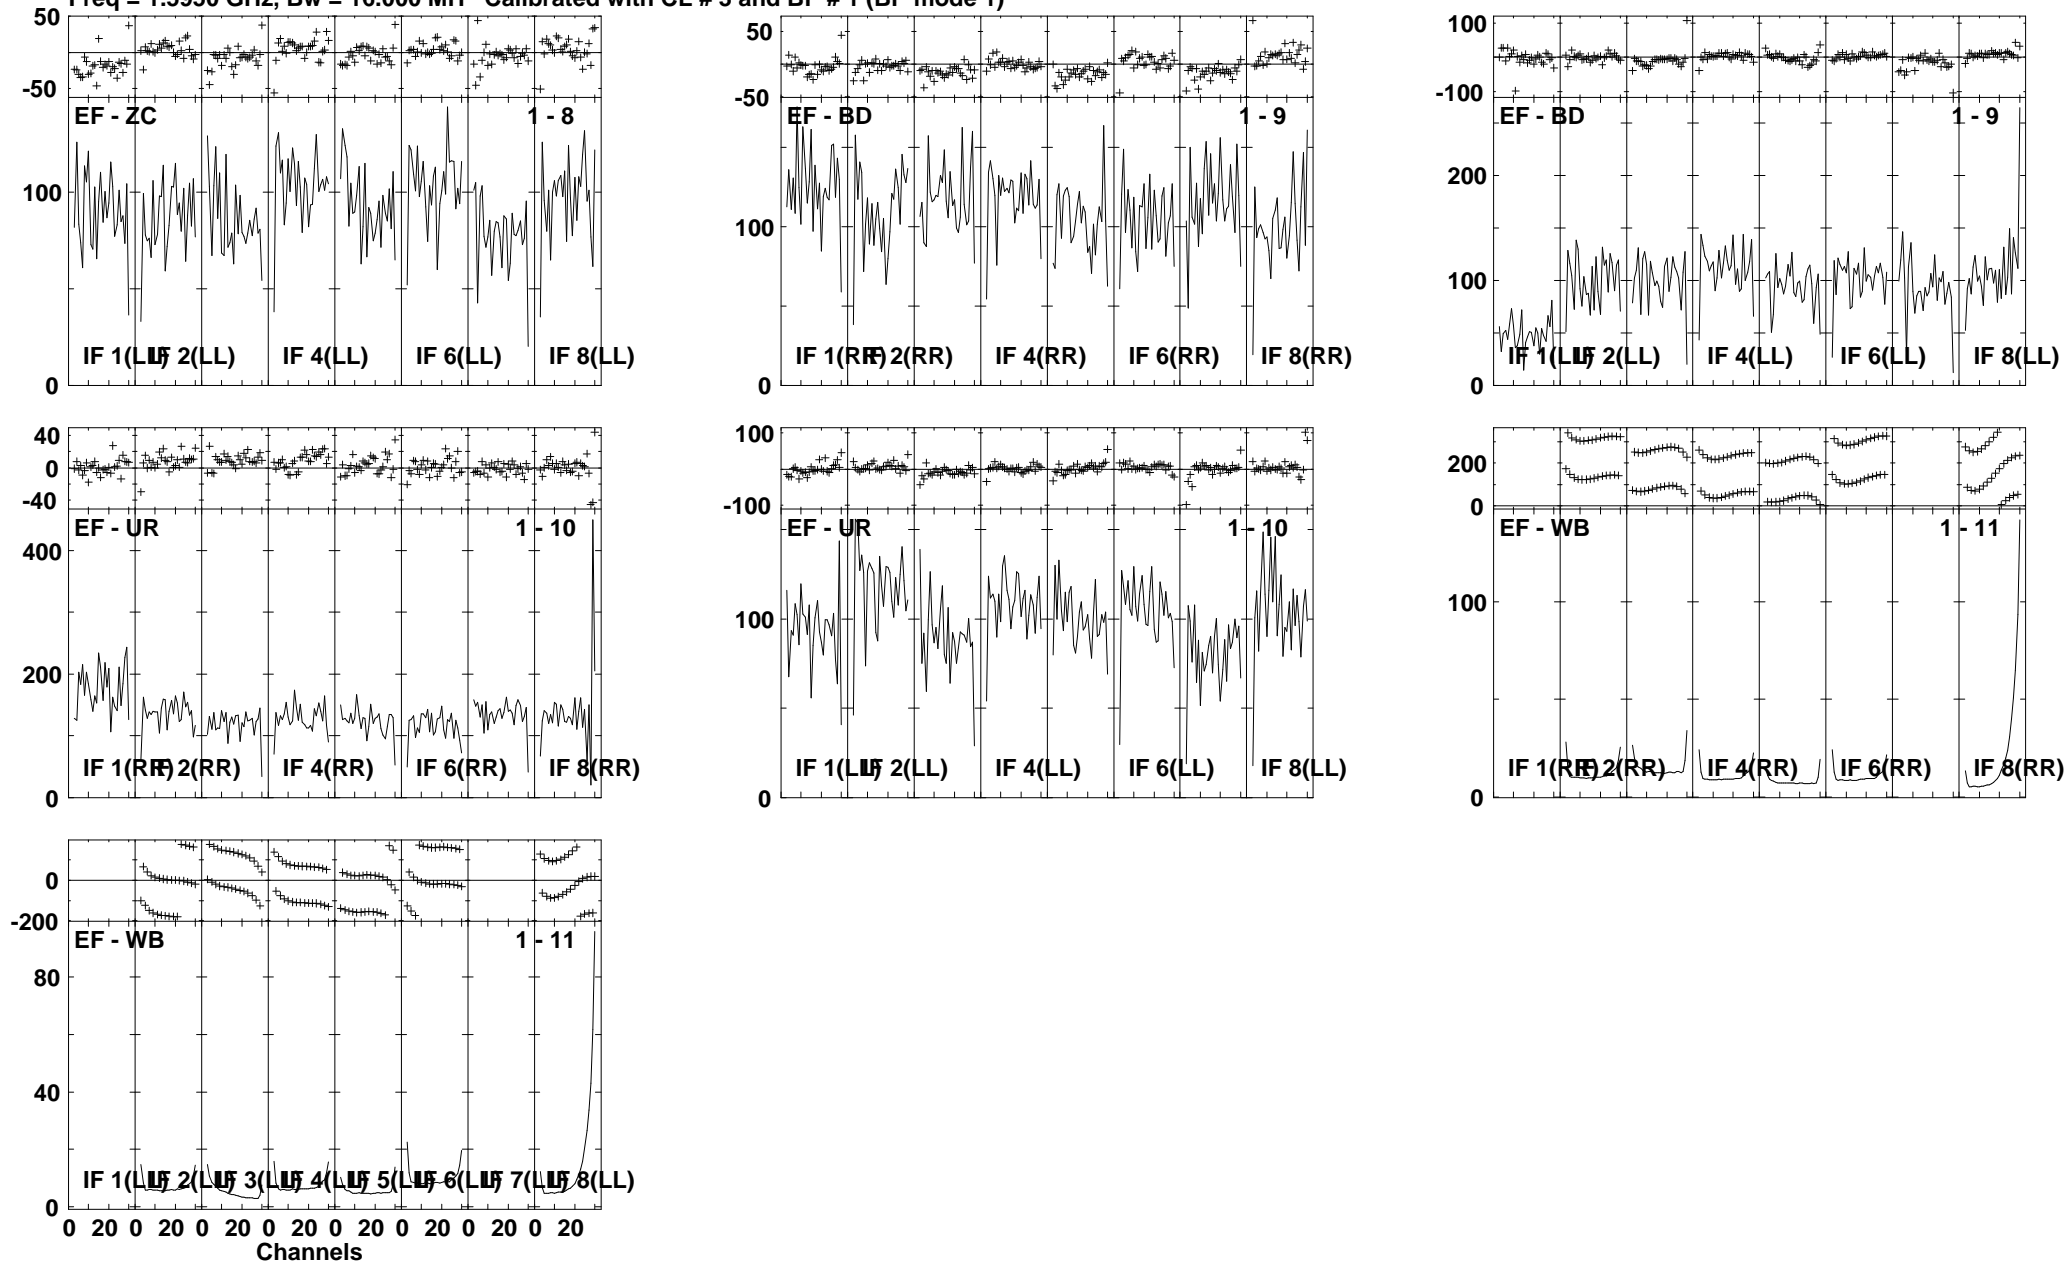 50
-50
EF - ZC 1 - 8
100
0
IF 1(LL) IF 2(LL) IF 4(LL) IF 6(LL) IF 8(LL)
50
-50
EF - BD 1 - 9
100
0
IF 1(RR) IF 2(RR) IF 4(RR) IF 6(RR) IF 8(RR)
100
-100
EF - BD 1 - 9
200
100
0
IF 1(LL) IF 2(LL) IF 4(LL) IF 6(LL) IF 8(LL)
40
0
-40
EF - UR 1 - 10
400
200
0
IF 1(RR) IF 2(RR) IF 4(RR) IF 6(RR) IF 8(RR)
100
-100
EF - UR 1 - 10
100
0
IF 1(LL) IF 2(LL) IF 4(LL) IF 6(LL) IF 8(LL)
200
0
EF - WB 1 - 11
100
0
IF 1(RR) IF 2(RR) IF 4(RR) IF 6(RR) IF 8(RR)
0
-200
EF - WB 1 - 11
80
40
0
IF 1(LL) IF 2(LL) IF 3(LL) IF 4(LL) IF 5(LL) IF 6(LL) IF 7(LL) IF 8(LL)
0 20 0 20 0 20 0 20 0 20 0 20 0 20 0 20
Channels